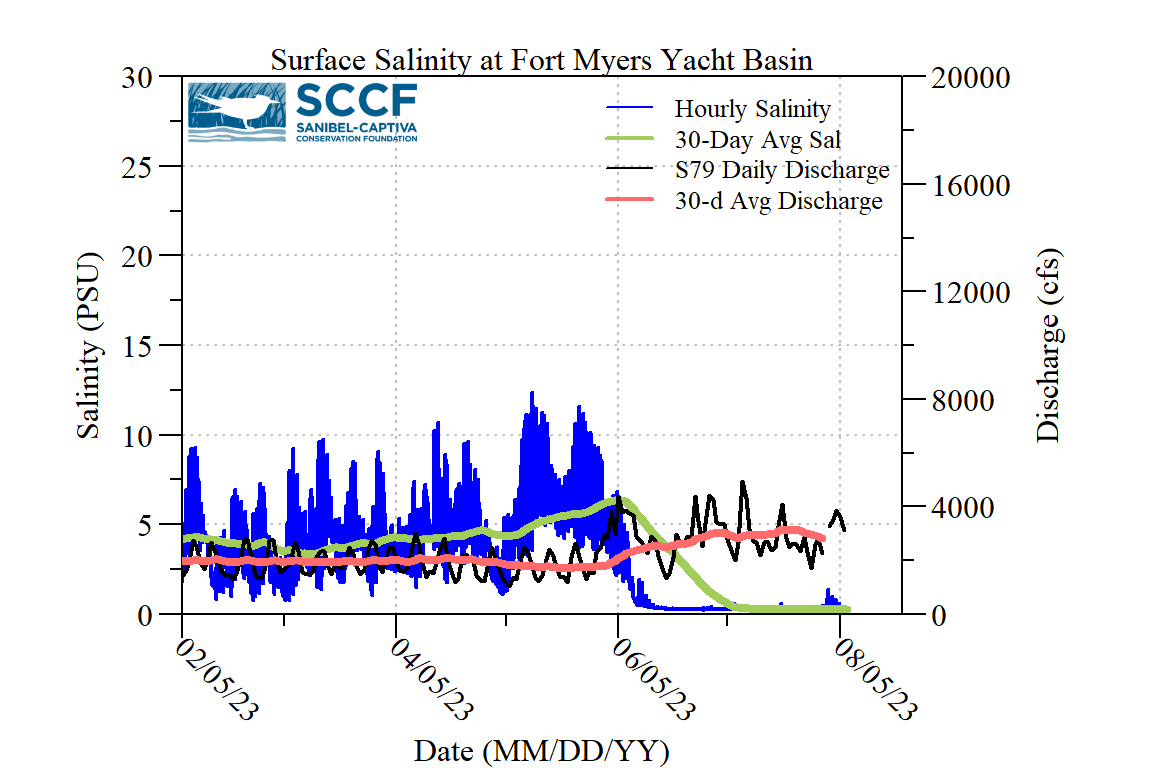 Surface Salinity at Fort Myers Yacht Basin
SCCF
SANIBEL-CAPTIVA
CONSERVATION FOUNDATION
Hourly Salinity
30-Day Avg Sal
S79 Daily Discharge
30-d Avg Discharge
30
25
20
15
10
5
0
Salinity (PSU)
20000
16000
12000
8000
4000
0
Discharge (cfs)
02/05/23
04/05/23
06/05/23
08/05/23
Date (MM/DD/YY)